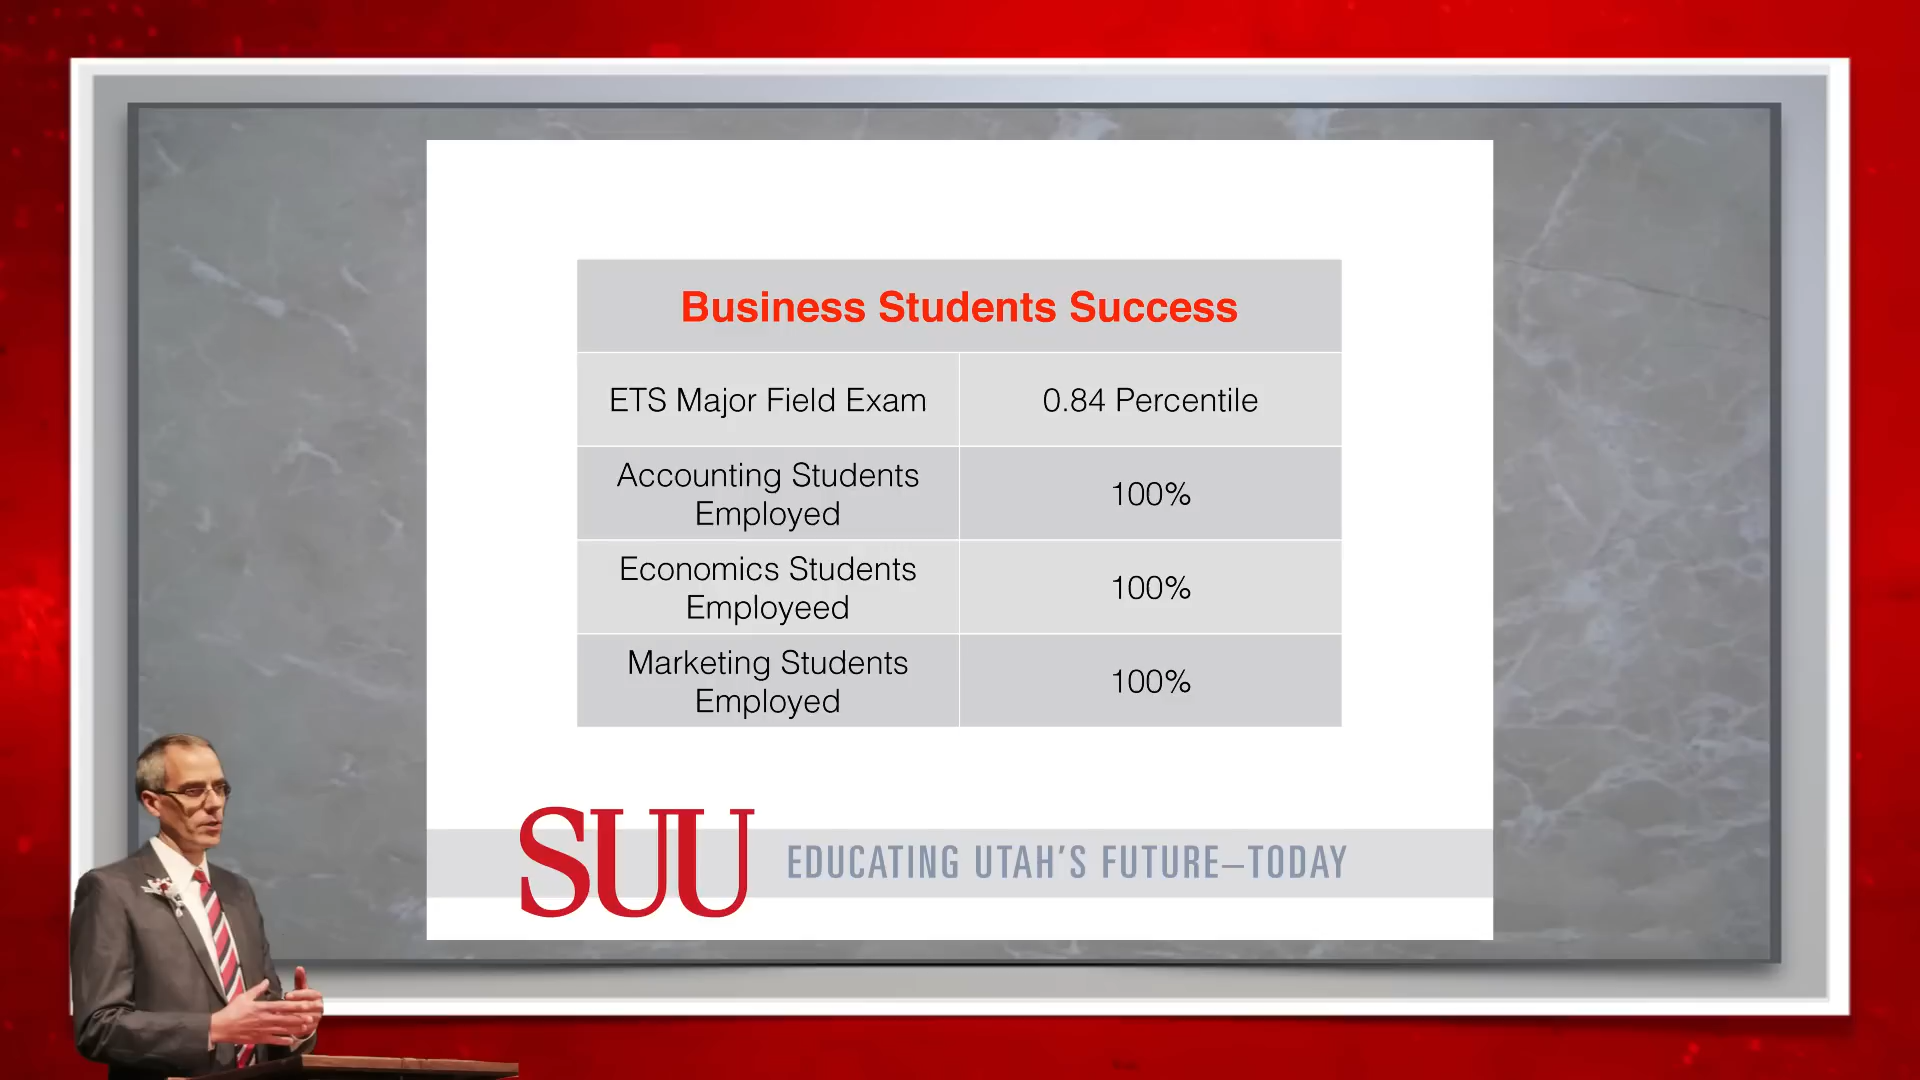 Business Students Success
ETS Major Field Exam 0.84 Percentile
Accounting Students
Employed
100%
Economics Students
Employeed
100%
Marketing Students
Employed
100%
SUU EDUCATING UTAH'S FUTURE—TODAY